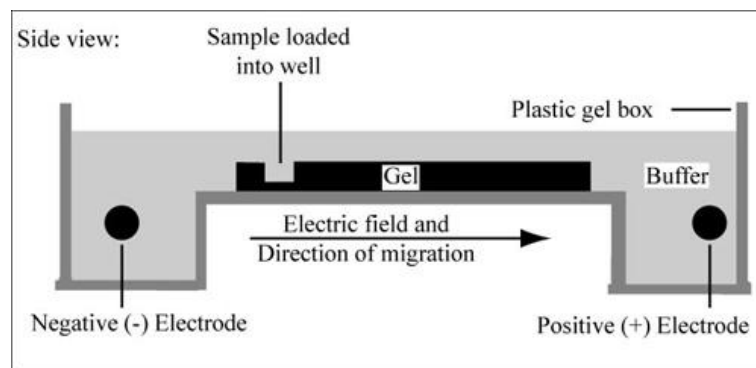 Side view:
Sample loaded
into well
Plastic gel box
Gel
Buffer
Electric field and
Direction of migration
Negative (-) Electrode
Positive (+) Electrode